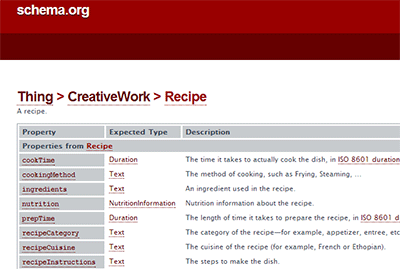 schema.org
Thing > CreativeWork > Recipe
A recipe.
Property Expected Type Description
Properties from Recipe
cookTime Duration The time it takes to actually cook the dish, in ISO 8601 duration
cookingMethod Text The method of cooking, such as Frying, Steaming, ...
ingredients Text An ingredient used in the recipe.
nutrition NutritionInformation Nutrition information about the recipe.
prepTime Duration The length of time it takes to prepare the recipe, in ISO 8601 d
recipeCategory Text The category of the recipe—for example, appetizer, entree, etc
recipeCuisine Text The cuisine of the recipe (for example, French or Ethopian).
recipeInstructions Text The steps to make the dish.